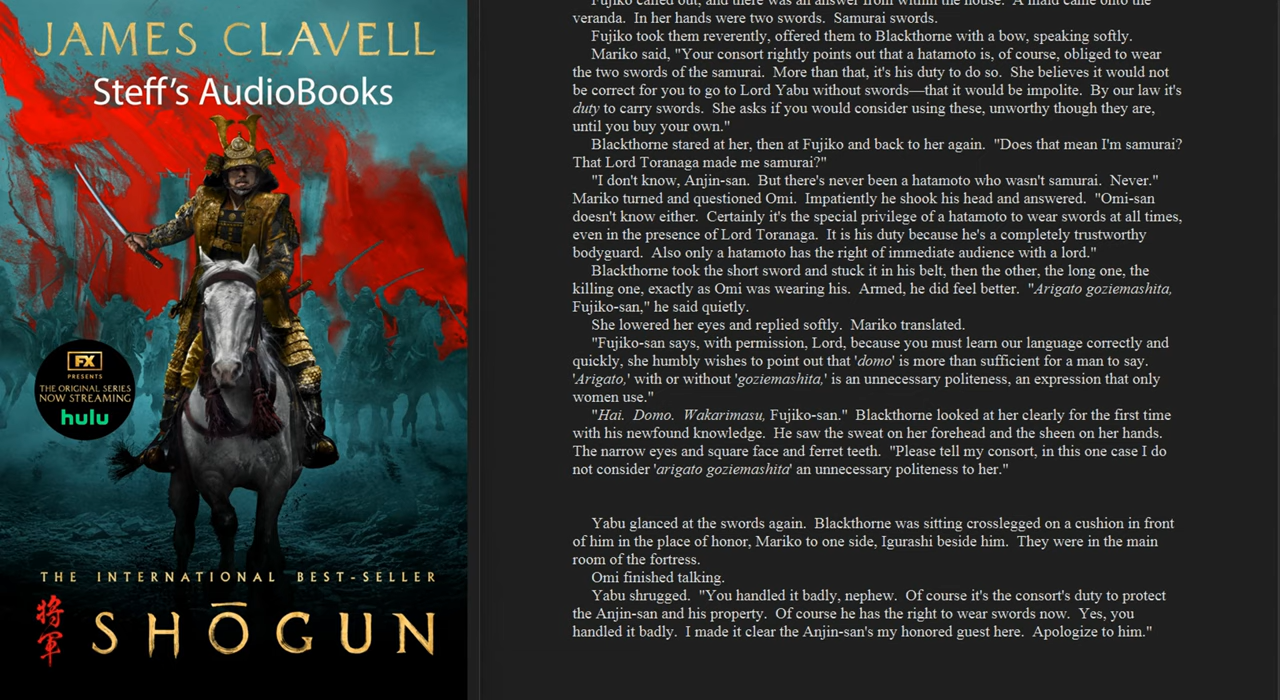 JAMES CLAVELL
Steff's AudioBooks
FX
PRESENTS
THE ORIGINAL SERIES
NOW STREAMING
hulu
THE INTERNATIONAL BEST-SELLER
将軍
SHŌGUN
Fujiko called out, and there was an answer from within the house. A maid came onto the
veranda. In her hands were two swords. Samurai swords.
Fujiko took them reverently, offered them to Blackthorne with a bow, speaking softly.
Mariko said, "Your consort rightly points out that a hatamoto is, of course, obliged to wear
the two swords of the samurai. More than that, it's his duty to do so. She believes it would not
be correct for you to go to Lord Yabu without swords—that it would be impolite. By our law it's
duty to carry swords. She asks if you would consider using these, unworthy though they are,
until you buy your own."
Blackthorne stared at her, then at Fujiko and back to her again. "Does that mean I'm samurai?
That Lord Toranaga made me samurai?"
"I don't know, Anjin-san. But there's never been a hatamoto who wasn't samurai. Never."
Mariko turned and questioned Omi. Impatiently he shook his head and answered. "Omi-san
doesn't know either. Certainly it's the special privilege of a hatamoto to wear swords at all times,
even in the presence of Lord Toranaga. It is his duty because he's a completely trustworthy
bodyguard. Also only a hatamoto has the right of immediate audience with a lord."
Blackthorne took the short sword and stuck it in his belt, then the other, the long one, the
killing one, exactly as Omi was wearing his. Armed, he did feel better. "Arigato goziemashita,
Fujiko-san," he said quietly.
She lowered her eyes and replied softly. Mariko translated.
"Fujiko-san says, with permission, Lord, because you must learn our language correctly and
quickly, she humbly wishes to point out that 'domo' is more than sufficient for a man to say.
'Arigato,' with or without 'goziemashita,' is an unnecessary politeness, an expression that only
women use."
"Hai. Domo. Wakarimasu, Fujiko-san." Blackthorne looked at her clearly for the first time
with his newfound knowledge. He saw the sweat on her forehead and the sheen on her hands.
The narrow eyes and square face and ferret teeth. "Please tell my consort, in this one case I do
not consider 'arigato goziemashita' an unnecessary politeness to her."
Yabu glanced at the swords again. Blackthorne was sitting crosslegged on a cushion in front
of him in the place of honor, Mariko to one side, Igurashi beside him. They were in the main
room of the fortress.
Omi finished talking.
Yabu shrugged. "You handled it badly, nephew. Of course it's the consort's duty to protect
the Anjin-san and his property. Of course he has the right to wear swords now. Yes, you
handled it badly. I made it clear the Anjin-san's my honored guest here. Apologize to him."